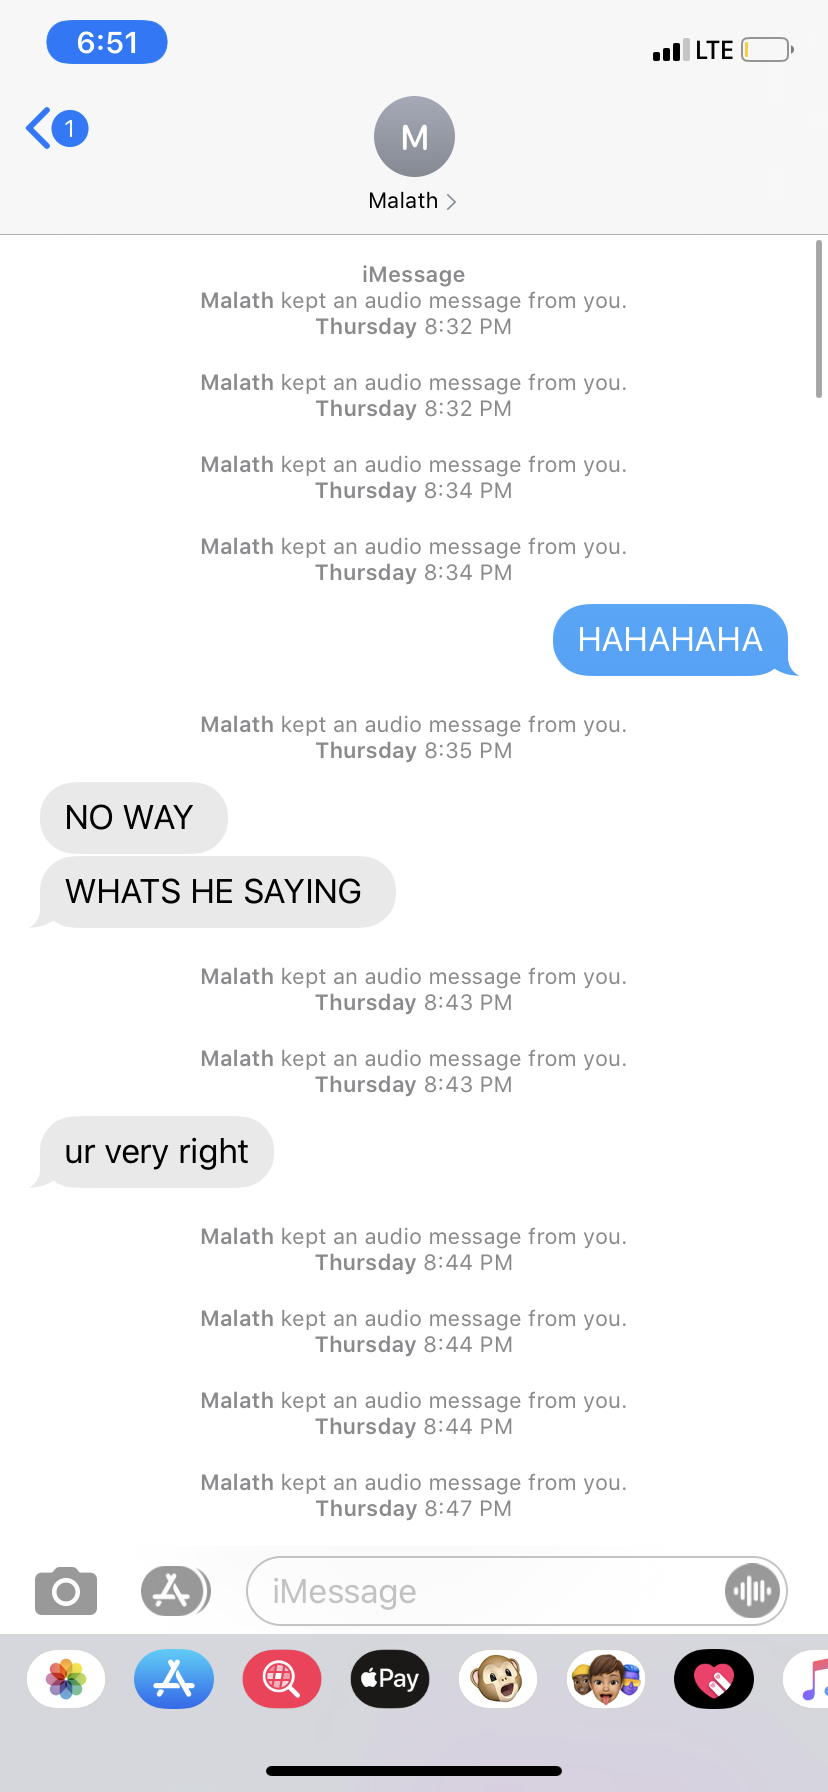 6:51
LTE
1
M
Malath
iMessage
Malath kept an audio message from you.
Thursday 8:32 PM
Malath kept an audio message from you.
Thursday 8:32 PM
Malath kept an audio message from you.
Thursday 8:34 PM
Malath kept an audio message from you.
Thursday 8:34 PM
HAHAHAHA
Malath kept an audio message from you.
Thursday 8:35 PM
NO WAY
WHATS HE SAYING
Malath kept an audio message from you.
Thursday 8:43 PM
Malath kept an audio message from you.
Thursday 8:43 PM
ur very right
Malath kept an audio message from you.
Thursday 8:44 PM
Malath kept an audio message from you.
Thursday 8:44 PM
Malath kept an audio message from you.
Thursday 8:44 PM
Malath kept an audio message from you.
Thursday 8:47 PM
iMessage
Pay